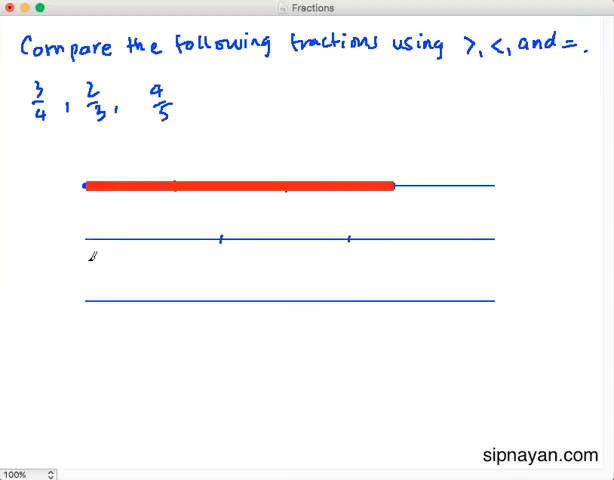 Fractions
Compare the following fractions using >, <, and =.
3/4, 2/3, 4/5
sipnayan.com
100%